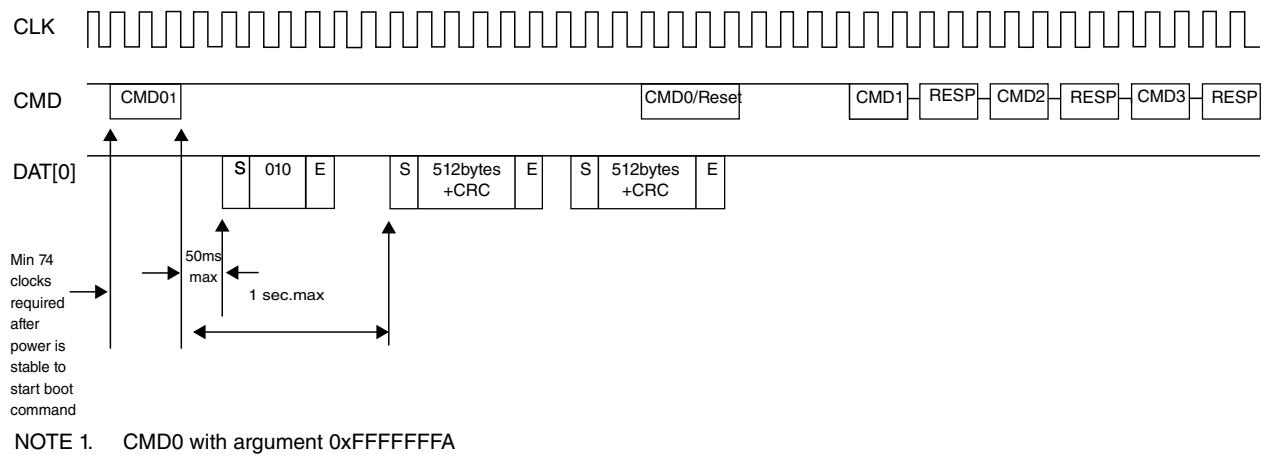 CLK
CMD
CMD01
CMD0/Reset
CMD1
RESP
CMD2
RESP
CMD3
RESP
DAT[0]
S
010
E
S
512bytes
+CRC
E
S
512bytes
+CRC
E
Min 74
clocks
required
after
power is
stable to
start boot
command
50ms
max
1 sec.max
NOTE 1. CMD0 with argument 0xFFFFFFFA